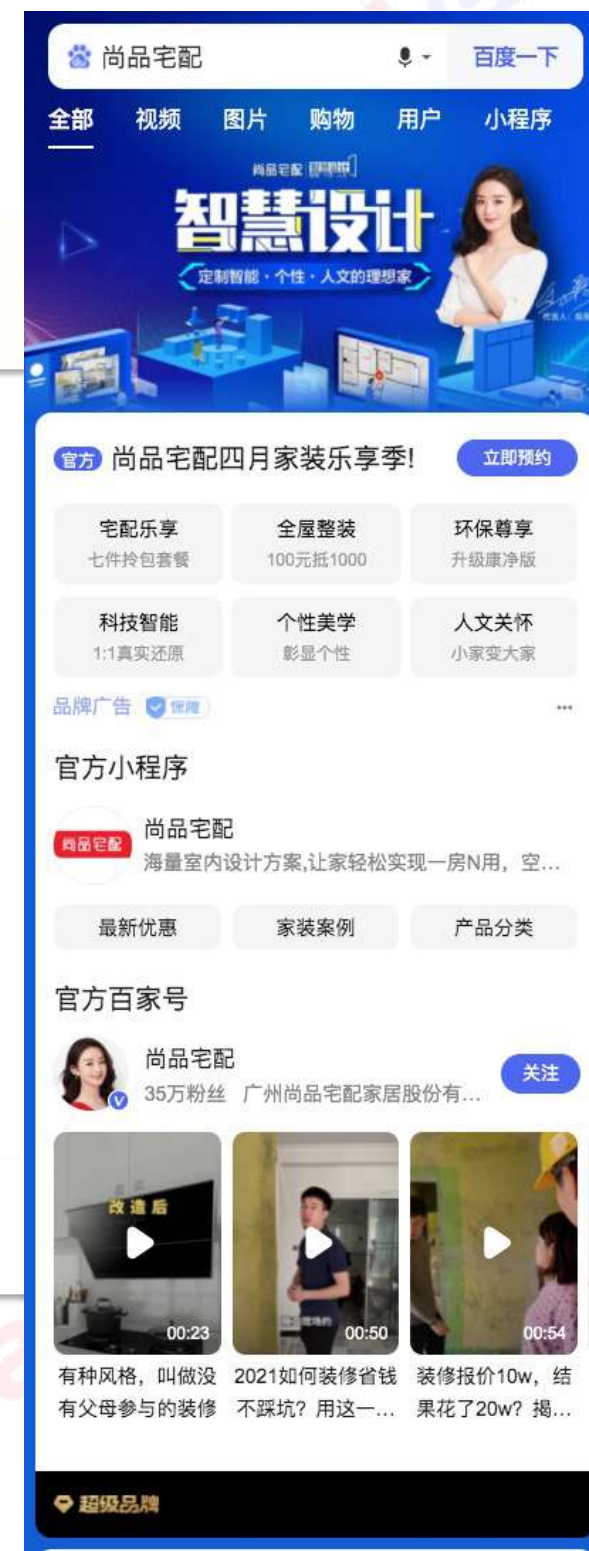 尚品宅配
百度一下
全部 视频 图片 购物 用户 小程序
尚品宅配
智慧设计
定制智能·个性·人文的理想家
官方 尚品宅配四月家装乐享季! 立即预约
宅配乐享 全屋整装 环保尊享
七件拎包套餐 100元抵1000 升级康净版
科技智能 个性美学 人文关怀
1:1真实还原 彰显个性 小家变大家
品牌广告 保障
官方小程序
尚品宅配
尚品宅配
海量室内设计方案,让家轻松实现一房N用，空...
最新优惠 家装案例 产品分类
官方百家号
尚品宅配
35万粉丝 广州尚品宅配家居股份有...
关注
改造后
00:23 00:50 00:54
有种风格，叫做没 2021如何装修省钱 装修报价10w，结
有父母参与的装修 不踩坑？用这一... 果花了20w？揭...
超级品牌